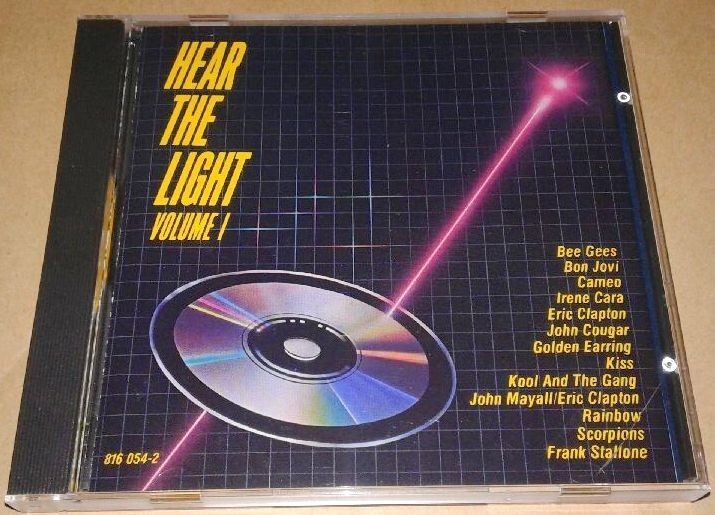 HEAR
THE
LIGHT
VOLUME I
Bee Gees
Bon Jovi
Cameo
Irene Cara
Eric Clapton
John Cougar
Golden Earring
Kiss
Kool And The Gang
John Mayall/Eric Clapton
Rainbow
Scorpions
Frank Stallone
816 054-2